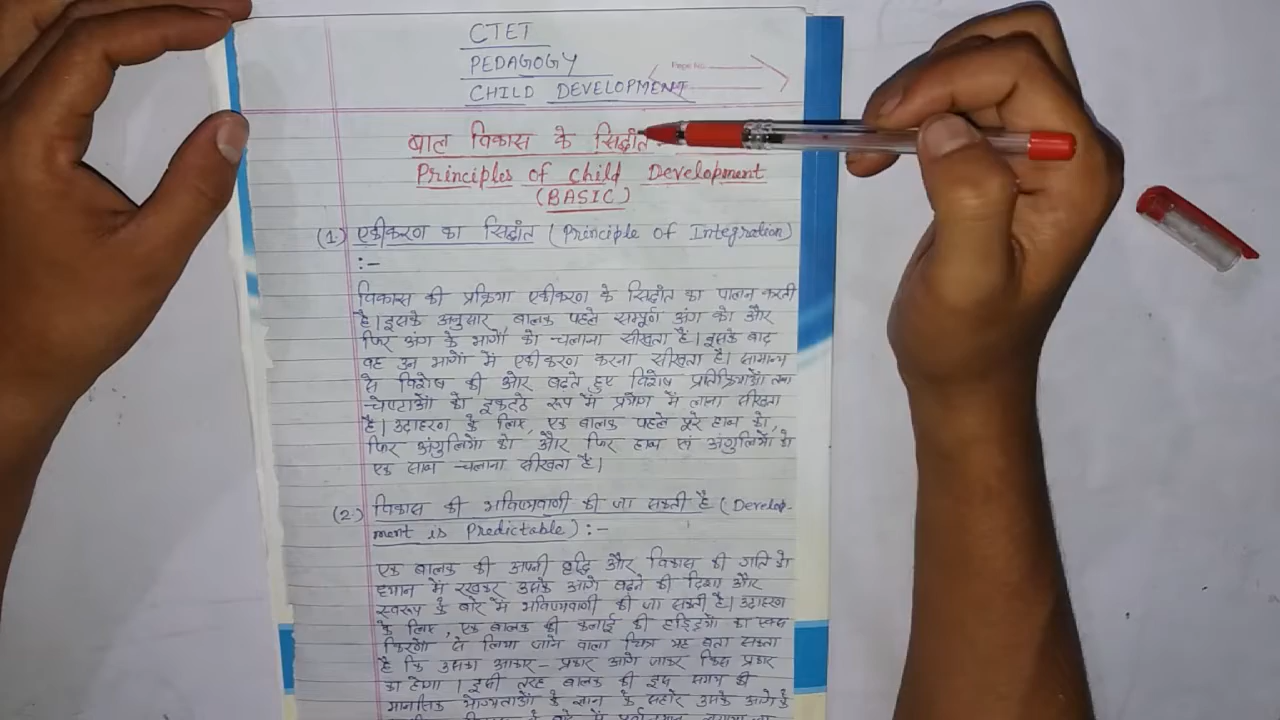 CTET
PEDAGOGY
Page No.
CHILD DEVELOPMENT
बाल विकास के सिद्धांत
Principles of Child Development
(BASIC)
(1) एकीकरण का सिद्धांत (Principle of Integration)
:-
विकास की प्रक्रिया एकीकरण के सिद्धांत का पालन करती
है। इसके अनुसार बालक पहले सम्पूर्ण अंग को और
फिर अंग के भागों को चलाना सीखता है। इसके बाद
वह उन भागों में एकीकरण करना सीखता है। सामान्य
से विशेष की ओर बढ़ते हुए विशेष प्रतिक्रियाओं तथा
चेष्टाओं को इकट्ठे रूप में प्रयोग में लाना सीखता
है। उदाहरण के लिए, एक बालक पहले पूरे हाथ को,
फिर अंगुलियों को और फिर हाथ एवं अंगुलियों को
एक साथ चलाना सीखता है।
(2) विकास की भविष्यवाणी की जा सकती है (Develop-
ment is Predictable) :-
एक बालक की अपनी वृद्धि और विकास की गति को
ध्यान में रखकर उसके आगे बढ़ने की दिशा और
स्वरूप के बारे में भविष्यवाणी की जा सकती है। उदाहरण
के लिए, एक बालक की कलाई की हड्डियों का एक्स
किरणों से लिया जाने वाला चित्र यह बता सकता
है कि उसका आकार - प्रकार आगे जाकर किस प्रकार
का होगा। इसी तरह बालक की इस समय की
मानसिक योग्यताओं के ज्ञान के सहारे उसके आगे के